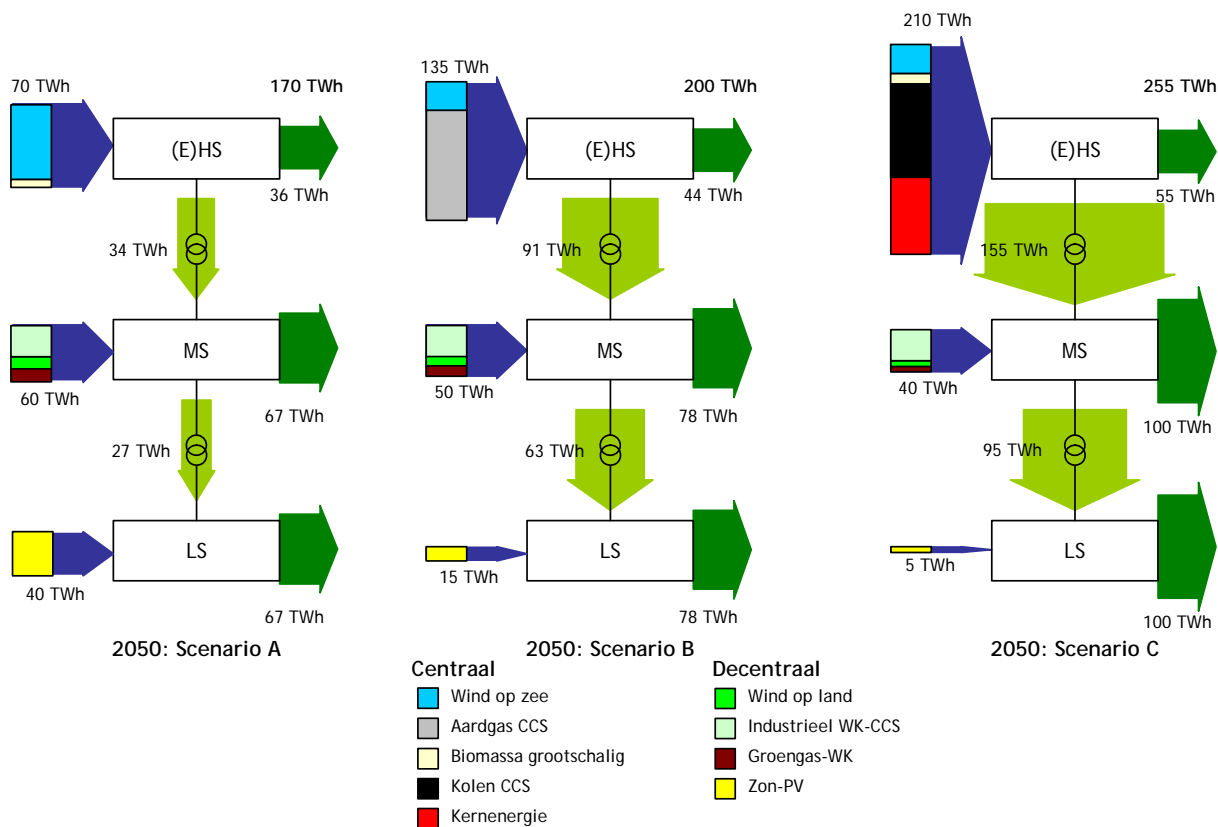 70 TWh
170 TWh
(E)HS
36 TWh
34 TWh
MS
60 TWh
67 TWh
27 TWh
LS
40 TWh
67 TWh
2050: Scenario A
135 TWh
200 TWh
(E)HS
44 TWh
91 TWh
MS
50 TWh
78 TWh
63 TWh
LS
15 TWh
78 TWh
2050: Scenario B
210 TWh
255 TWh
(E)HS
55 TWh
155 TWh
MS
40 TWh
100 TWh
95 TWh
LS
5 TWh
100 TWh
2050: Scenario C
Centraal
Wind op zee
Aardgas CCS
Biomassa grootschalig
Kolen CCS
Kernenergie
Decentraal
Wind op land
Industrieel WK-CCS
Groengas-WK
Zon-PV